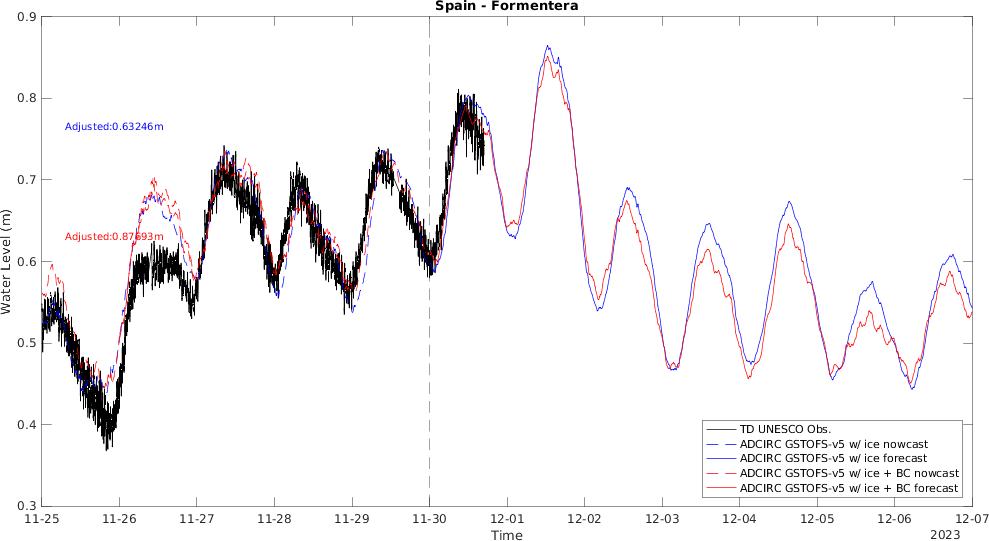 Spain - Formentera
0.9
0.8
0.7
0.6
0.5
0.4
0.3
Water Level (m)
Adjusted:0.63246m
Adjusted:0.87693m
TD UNESCO Obs.
ADCIRC GSTOFS-v5 w/ ice nowcast
ADCIRC GSTOFS-v5 w/ ice forecast
ADCIRC GSTOFS-v5 w/ ice + BC nowcast
ADCIRC GSTOFS-v5 w/ ice + BC forecast
11-25 11-26 11-27 11-28 11-29 11-30 12-01 12-02 12-03 12-04 12-05 12-06 12-07
Time
2023